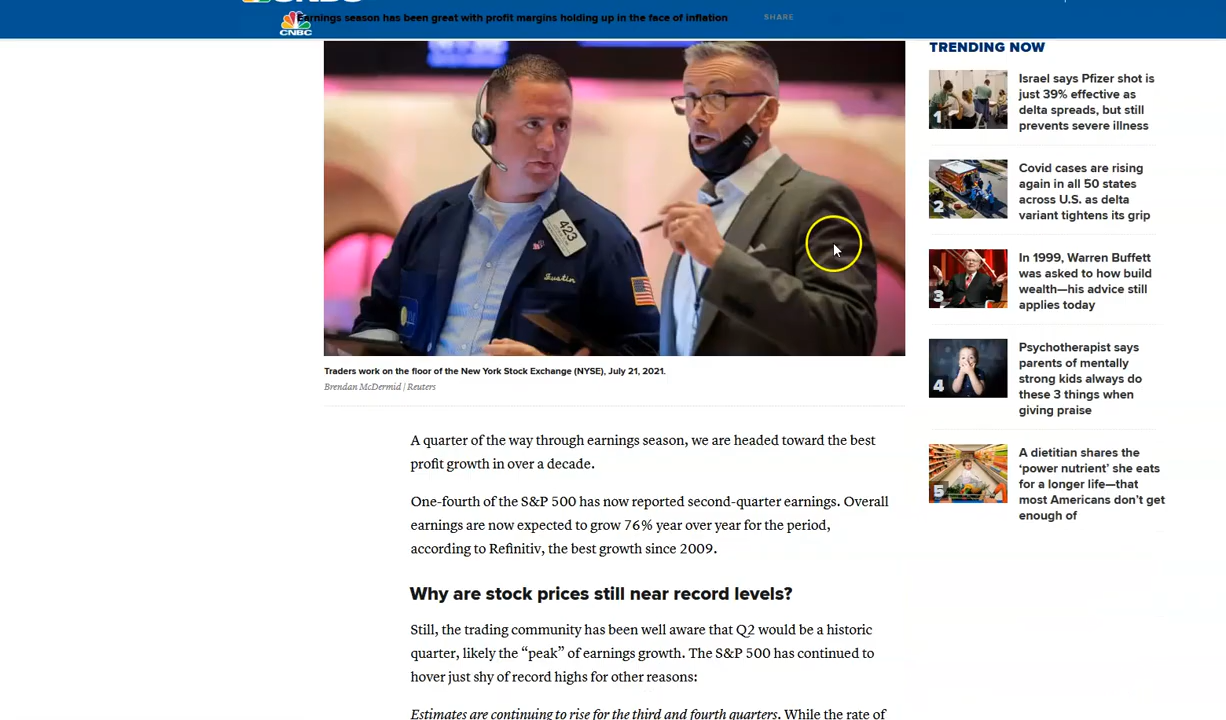 Earnings season has been great with profit margins holding up in the face of inflation
SHARE
CNBC
423
Justin
Traders work on the floor of the New York Stock Exchange (NYSE), July 21, 2021.
Brendan McDermid | Reuters
A quarter of the way through earnings season, we are headed toward the best
profit growth in over a decade.
One-fourth of the S&P 500 has now reported second-quarter earnings. Overall
earnings are now expected to grow 76% year over year for the period,
according to Refinitiv, the best growth since 2009.
Why are stock prices still near record levels?
Still, the trading community has been well aware that Q2 would be a historic
quarter, likely the “peak” of earnings growth. The S&P 500 has continued to
hover just shy of record highs for other reasons:
Estimates are continuing to rise for the third and fourth quarters. While the rate of
TRENDING NOW
1
Israel says Pfizer shot is
just 39% effective as
delta spreads, but still
prevents severe illness
2
Covid cases are rising
again in all 50 states
across U.S. as delta
variant tightens its grip
3
In 1999, Warren Buffett
was asked to how build
wealth—his advice still
applies today
4
Psychotherapist says
parents of mentally
strong kids always do
these 3 things when
giving praise
5
A dietitian shares the
‘power nutrient’ she eats
for a longer life—that
most Americans don’t get
enough of